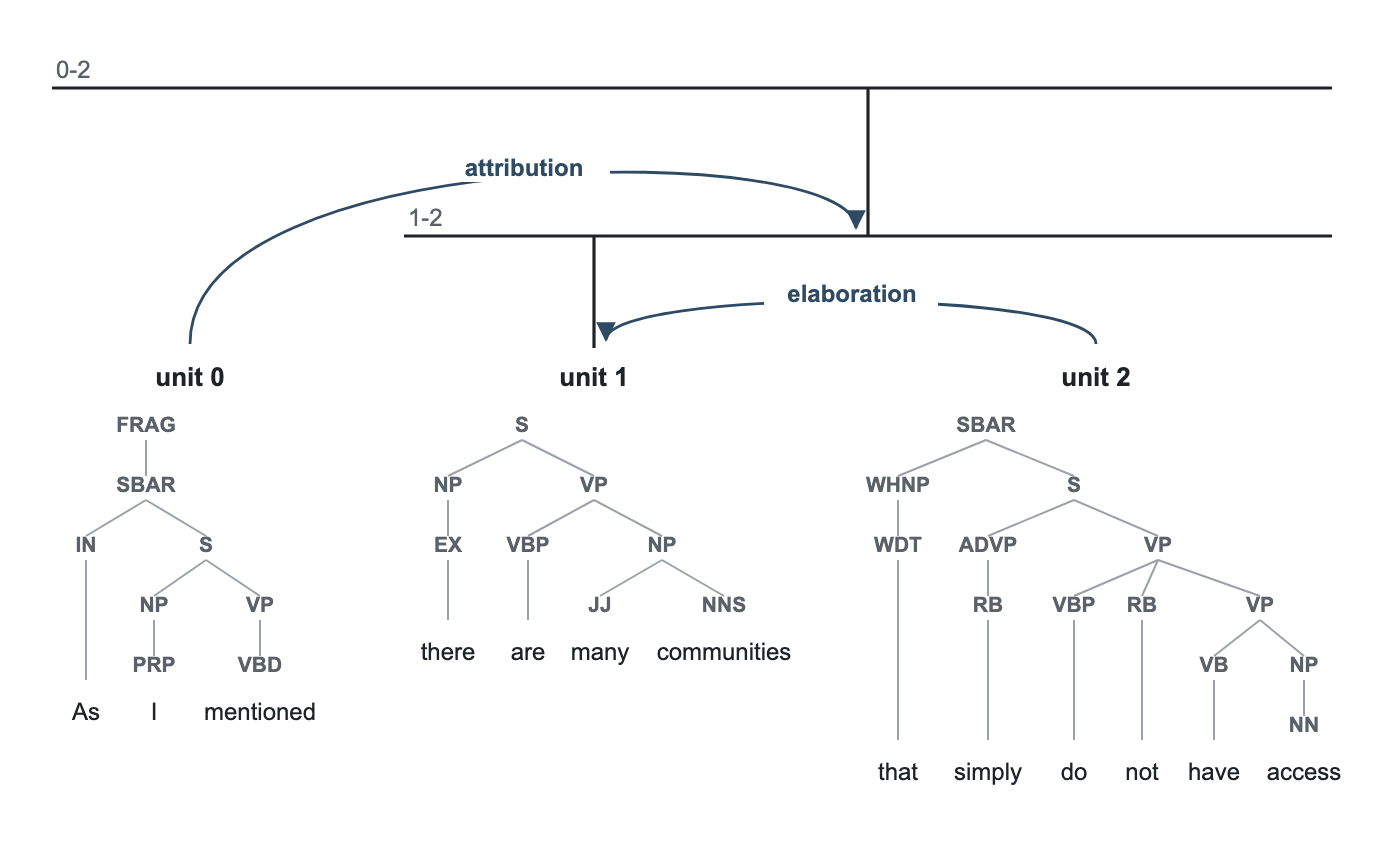 0-2
attribution
1-2
elaboration
unit 0 unit 1 unit 2
FRAG S SBAR
SBAR NP VP WHNP S
IN S EX VBP NP WDT ADVP VP
NP VP JJ NNS RB VBP RB VP
PRP VBD there are many communities VB NP
As I mentioned NN
that simply do not have access